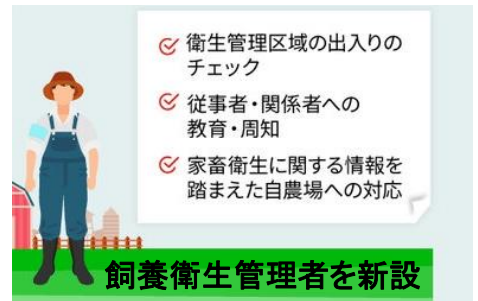 衛生管理区域の出入りの
チェック
従事者・関係者への
教育・周知
家畜衛生に関する情報を
踏まえた自農場への対応
飼養衛生管理者を新設